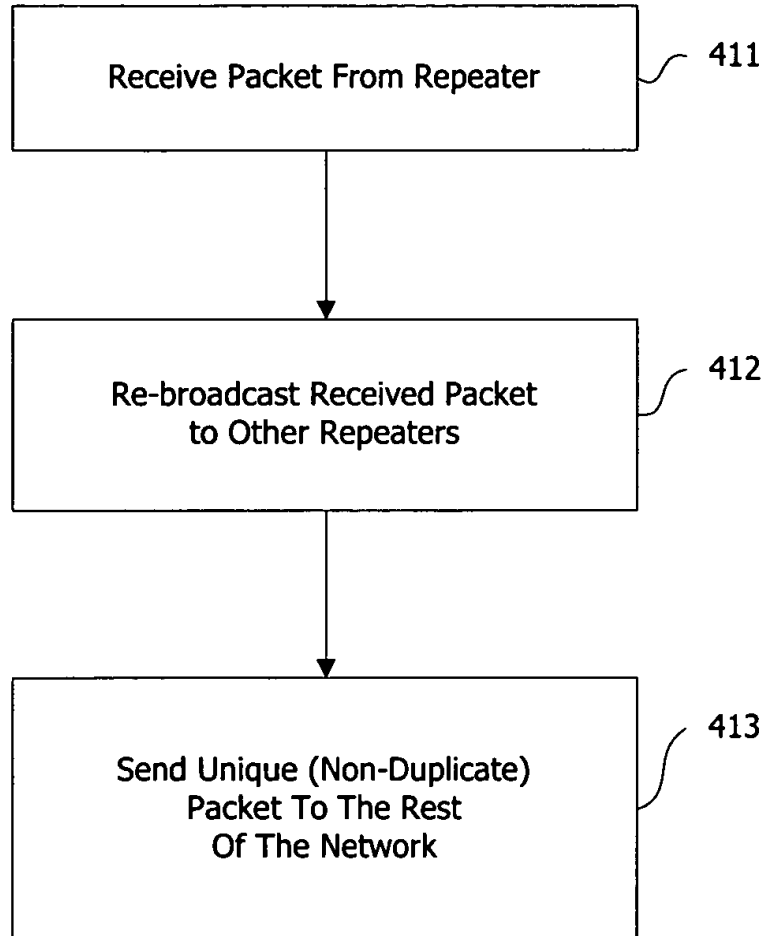 Receive Packet From Repeater
411
Re-broadcast Received Packet
to Other Repeaters
412
Send Unique (Non-Duplicate)
Packet To The Rest
Of The Network
413